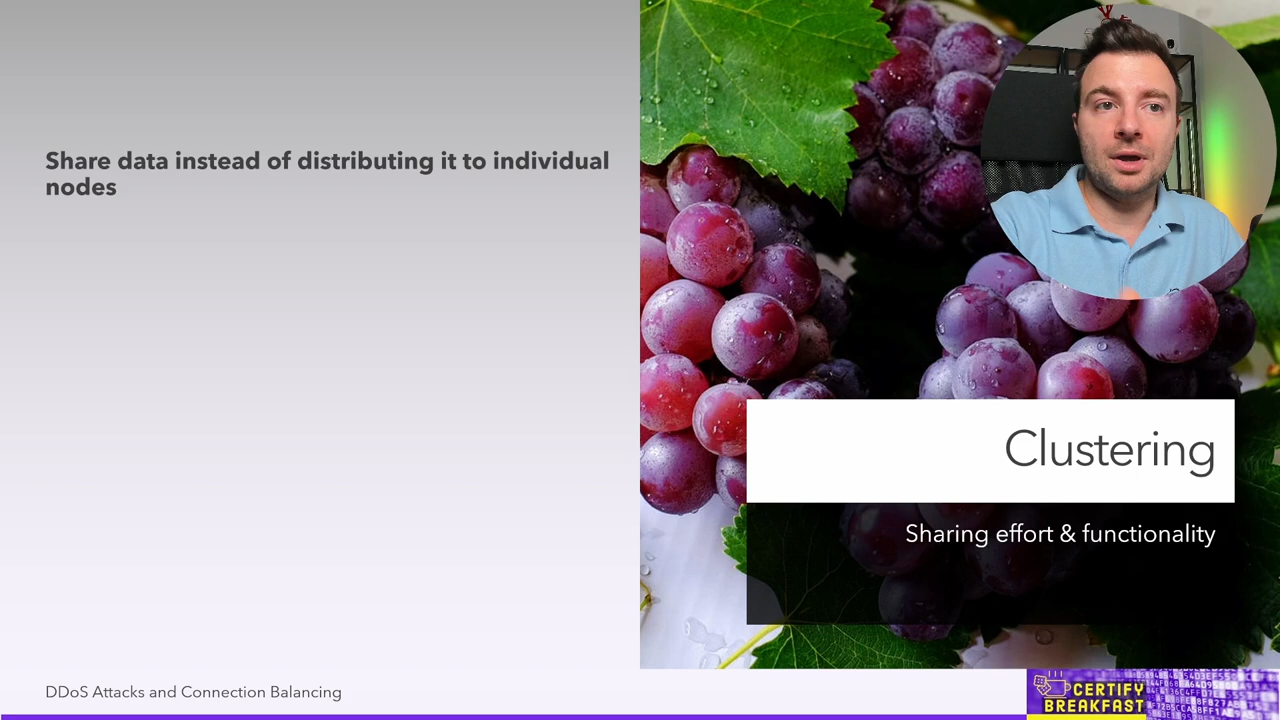 Share data instead of distributing it to individual
nodes
Clustering
Sharing effort & functionality
DDoS Attacks and Connection Balancing
CERTIFY
BREAKFAST